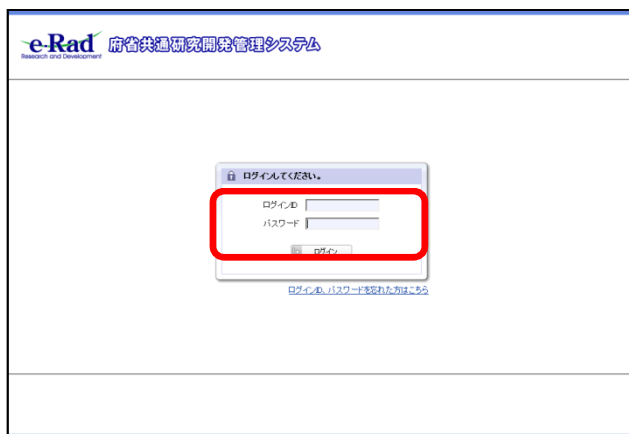 e-Rad 府省共通研究開発管理システム
Research and Development
ログインしてください。
ログインID
パスワード
ログイン
ログインID、パスワードを忘れた方はこちら